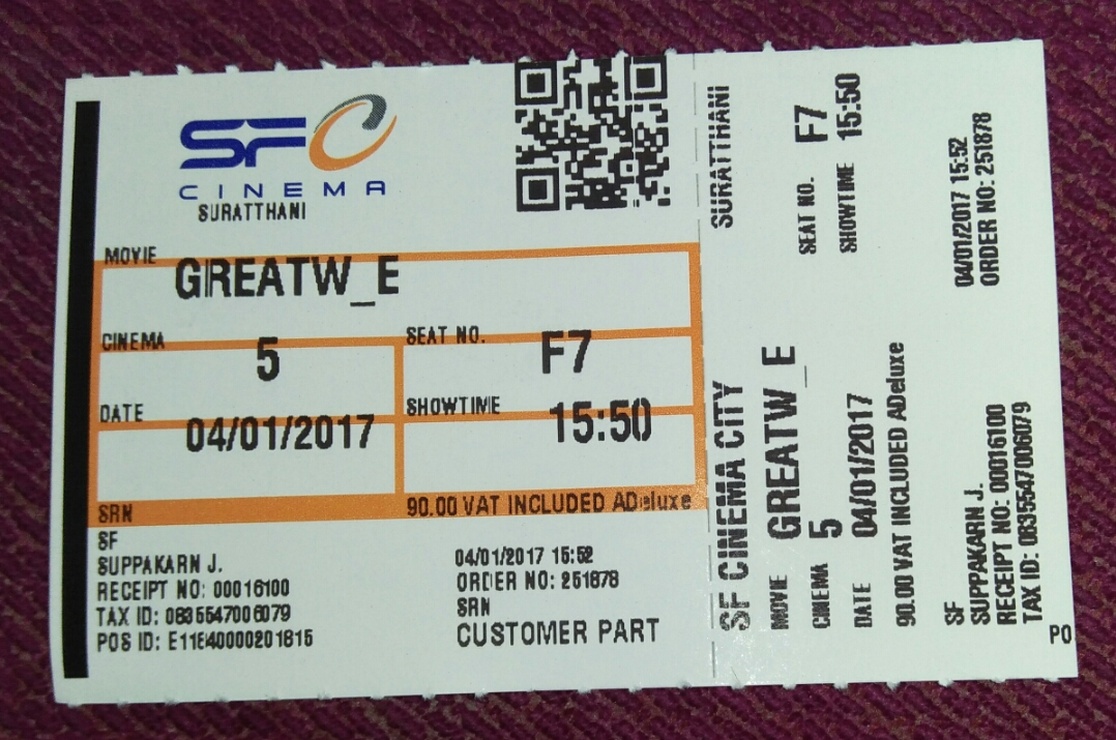 SFC
CINEMA
SURATTHANI
MOVIE
GREATW_E
CINEMA
5
SEAT NO.
F7
DATE
04/01/2017
SHOWTIME
15:50
SRN
90.00 VAT INCLUDED ADeluxe
SF
SUPPAKARN J.
RECEIPT NO: 00016100
TAX ID: 0835547006079
POS ID: E11640000201815
04/01/2017 15:52
ORDER NO: 251878
SRN
CUSTOMER PART
SF CINEMA CITY SURATTHANI
MOVIE GREATW_E
CINEMA 5 SEAT NO. F7
DATE 04/01/2017 SHOWTIME 15:50
90.00 VAT INCLUDED ADeluxe
SF 04/01/2017 15:52
SUPPAKARN J. ORDER NO: 251878
RECEIPT NO: 00016100
TAX ID: 0835547006079
PO